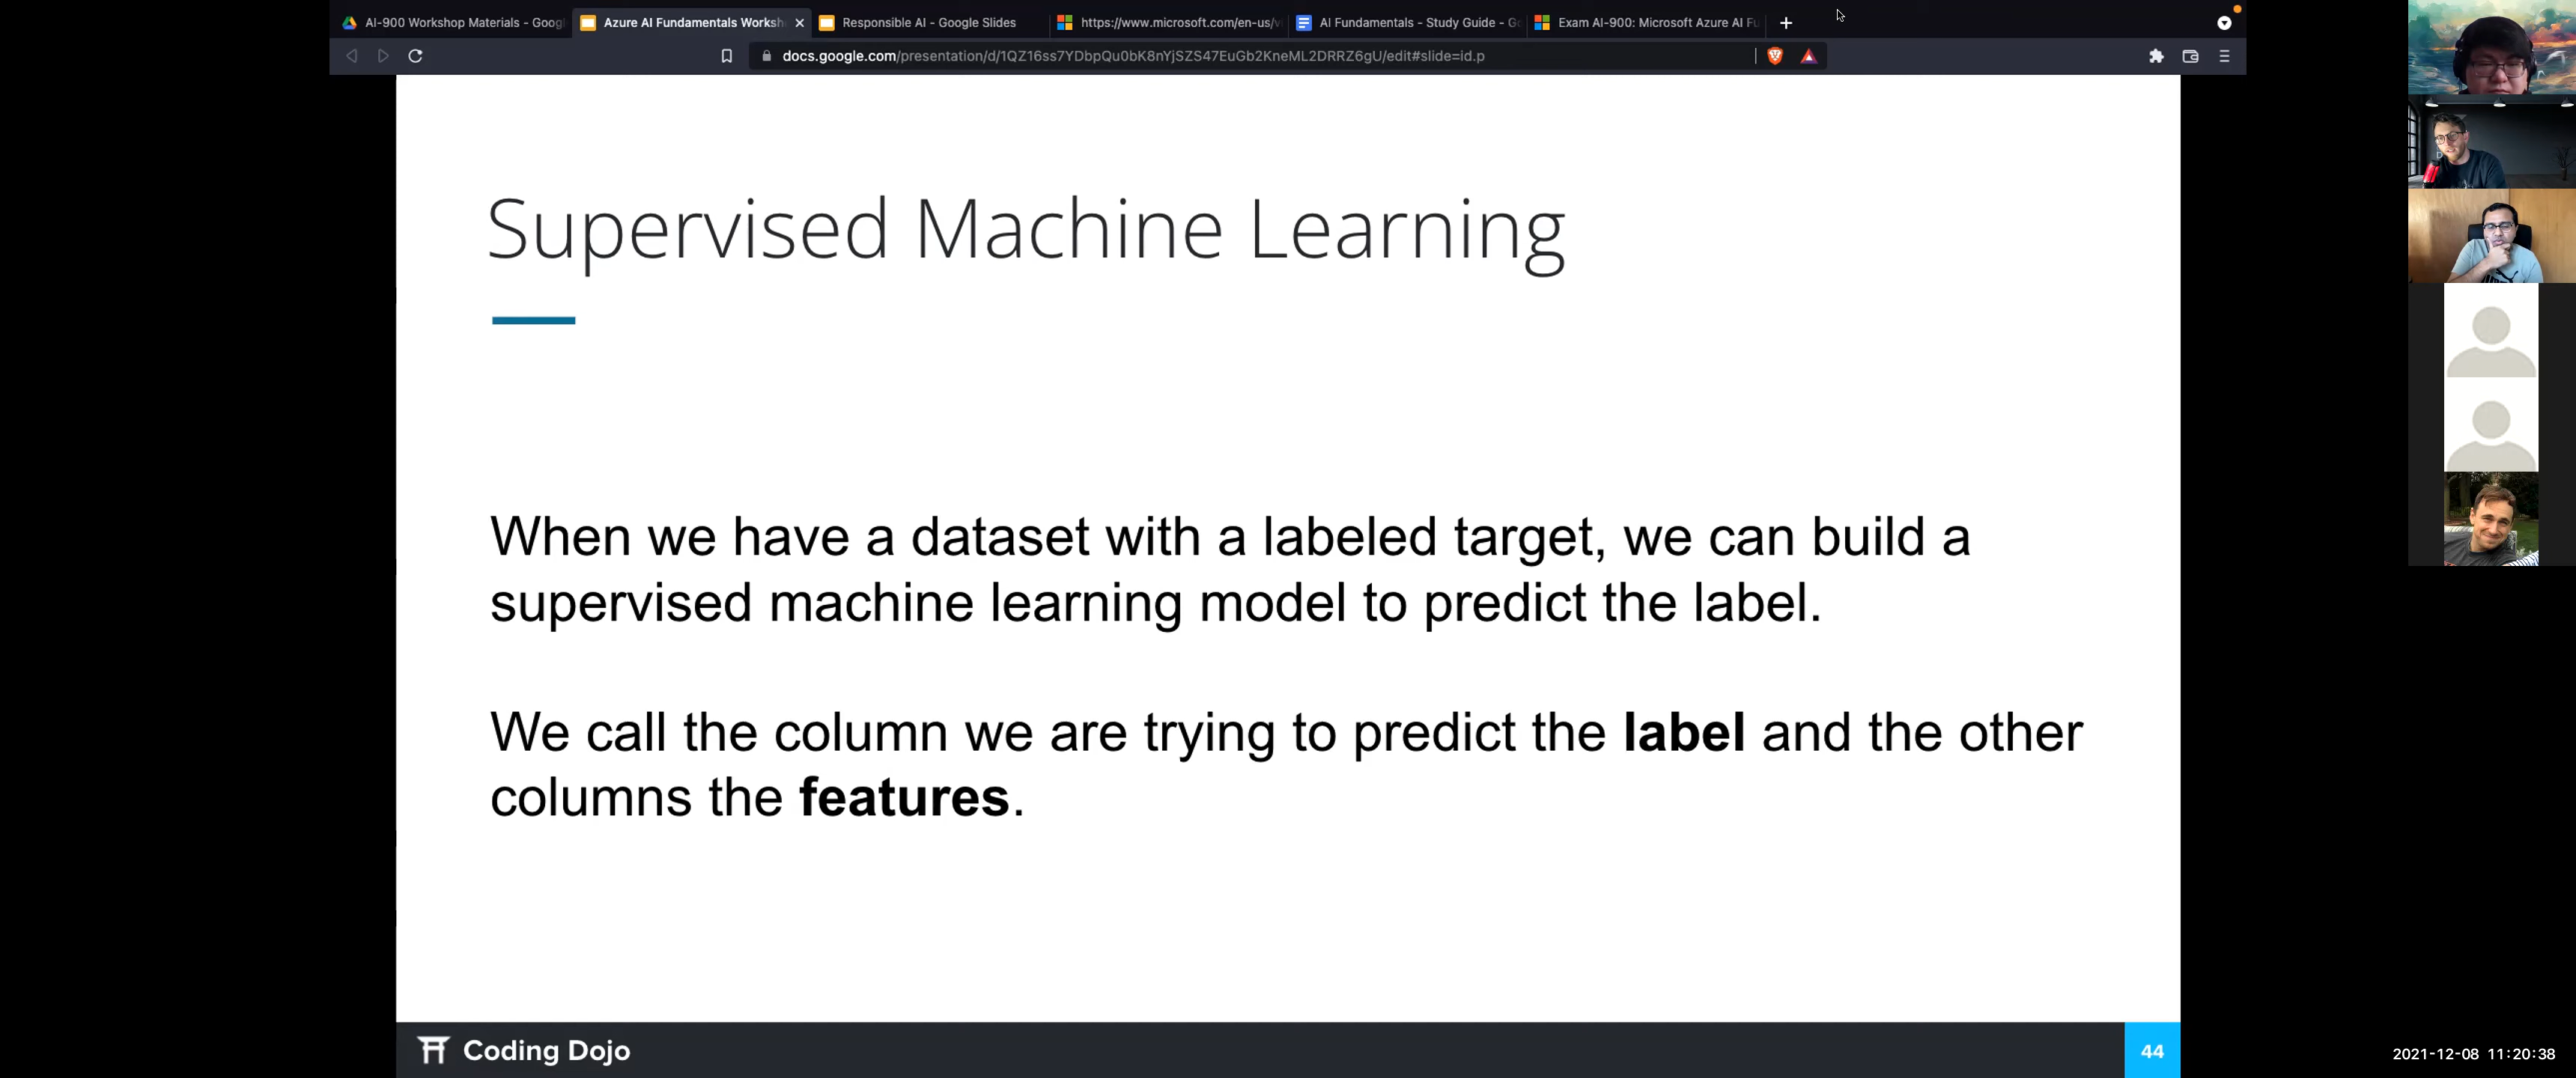 AI-900 Workshop Materials - Googl
Azure AI Fundamentals Worksh
Responsible AI - Google Slides
https://www.microsoft.com/en-us/vi
AI Fundamentals - Study Guide - Go
Exam AI-900: Microsoft Azure AI Fu
docs.google.com/presentation/d/1QZ16ss7YDbpQu0bK8nYjSZS47EuGb2KneML2DRRZ6gU/edit#slide=id.p
Supervised Machine Learning
When we have a dataset with a labeled target, we can build a
supervised machine learning model to predict the label.
We call the column we are trying to predict the label and the other
columns the features.
Coding Dojo
44
2021-12-08 11:20:38